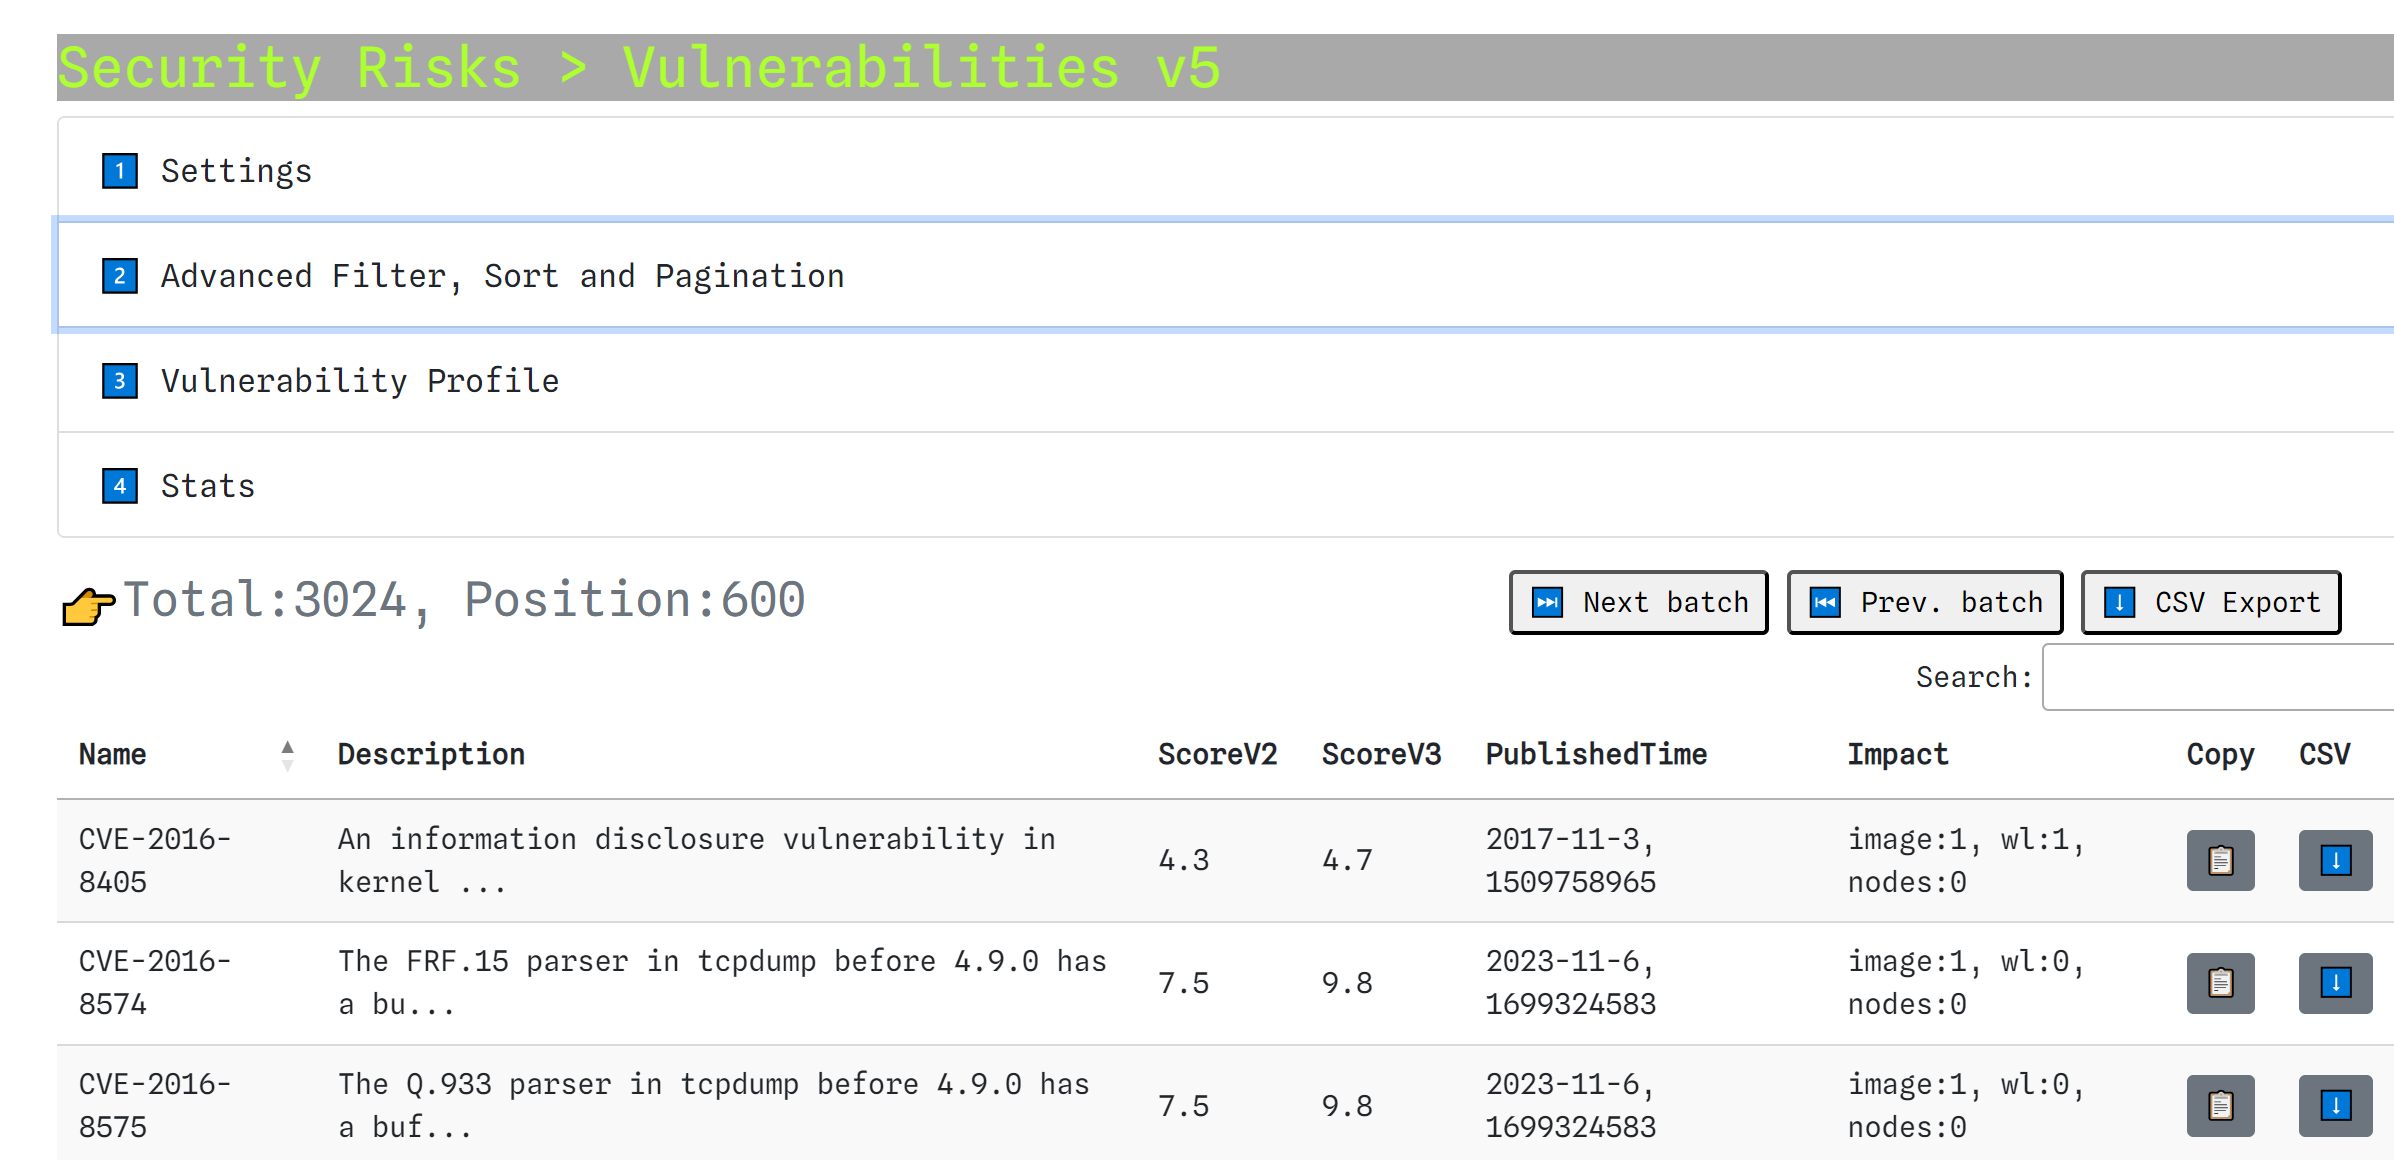 Security Risks > Vulnerabilities v5
1 Settings
2 Advanced Filter, Sort and Pagination
3 Vulnerability Profile
4 Stats
Total:3024, Position:600
Next batch
Prev. batch
CSV Export
Search:
Name Description ScoreV2 ScoreV3 PublishedTime Impact Copy CSV
CVE-2016-8405 An information disclosure vulnerability in kernel ... 4.3 4.7 2017-11-3, 1509758965 image:1, wl:1, nodes:0
CVE-2016-8574 The FRF.15 parser in tcpdump before 4.9.0 has a bu... 7.5 9.8 2023-11-6, 1699324583 image:1, wl:0, nodes:0
CVE-2016-8575 The Q.933 parser in tcpdump before 4.9.0 has a buf... 7.5 9.8 2023-11-6, 1699324583 image:1, wl:0, nodes:0